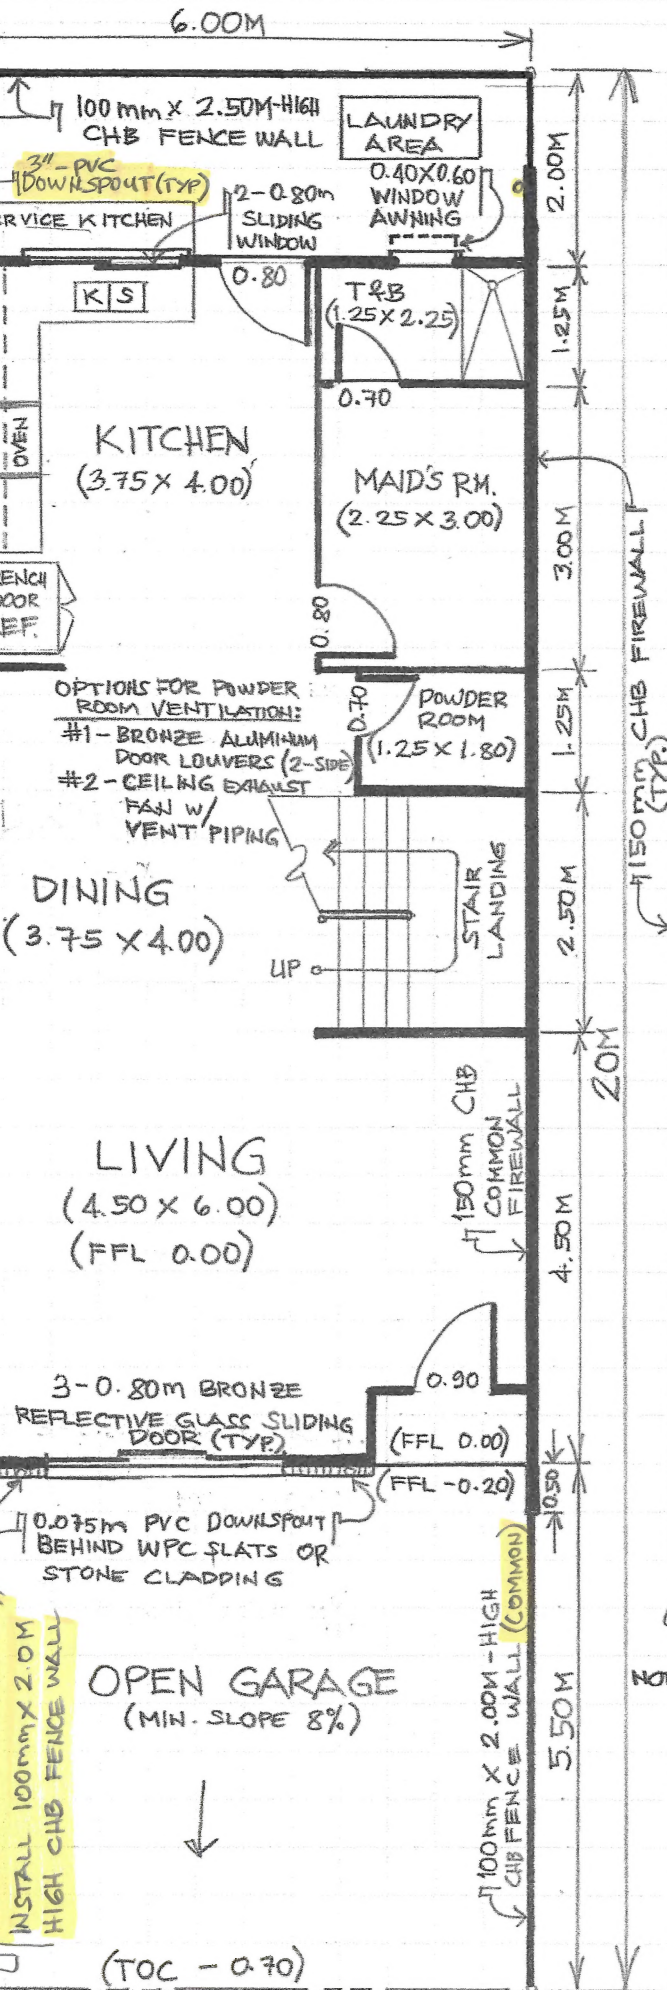 6.00M
100mm x 2.50M-HIGH
CHB FENCE WALL
LAUNDRY
AREA
3"-PVC
DOWNSPOUT (TYP)
2-0.80m
SLIDING
WINDOW
0.40X0.60
WINDOW
AWNING
2.00M
SERVICE KITCHEN
K S
0.80
T&B
(1.25 X 2.25)
1.25M
0.70
OVEN
KITCHEN
(3.75 X 4.00)
MAID'S RM.
(2.25 X 3.00)
3.00M
150mm CHB FIREWALL
(TYP.)
0.80
OPTIONS FOR POWDER
ROOM VENTILATION:
#1-BRONZE ALUMINUM
DOOR LOUVERS (2-SIDE)
#2-CEILING EXHAUST
FAN W/
VENT PIPING
0.70
POWDER
ROOM
(1.25 X 1.80)
1.25M
DINING
(3.75 X 4.00)
UP
STAIR
LANDING
2.50M
20M
LIVING
(4.50 X 6.00)
(FFL 0.00)
150mm CHB
COMMON
FIREWALL
4.50M
3-0.80m BRONZE
REFLECTIVE GLASS SLIDING
DOOR (TYP.)
0.90
(FFL 0.00)
(FFL -0.20)
0.50
0.075m PVC DOWNSPOUT
BEHIND WPC SLATS OR
STONE CLADDING
INSTALL 100mm X 2.0M
HIGH CHB FENCE WALL
OPEN GARAGE
(MIN. SLOPE 8%)
100mm X 2.00M-HIGH
CHB FENCE WALL (COMMON)
5.50M
(TOC - 0.70)